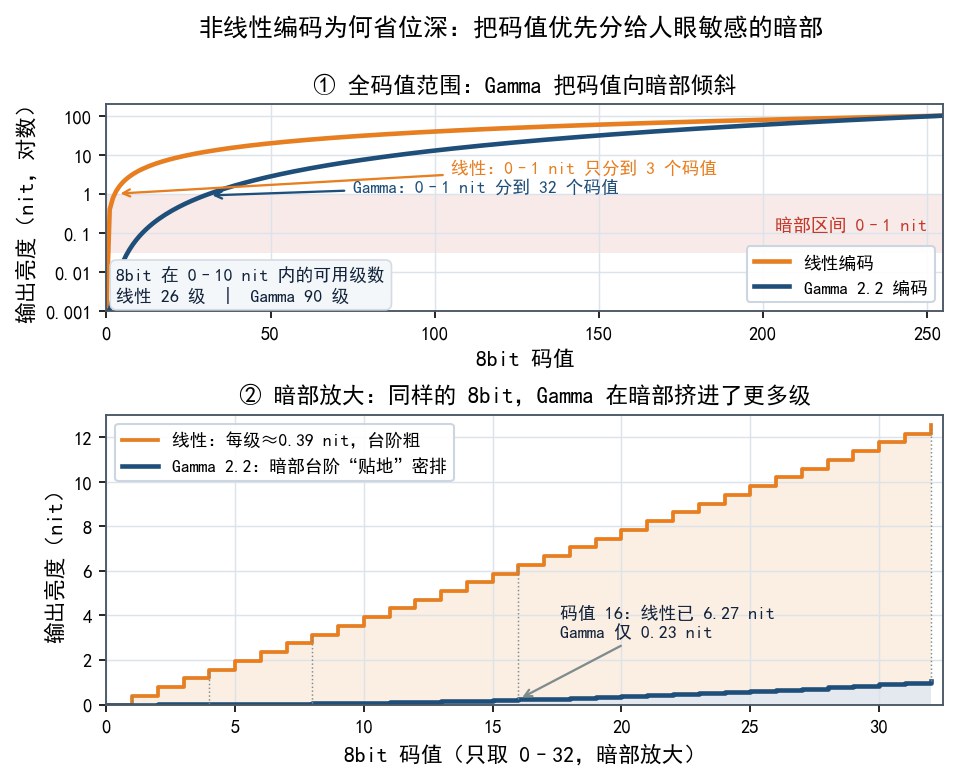 非线性编码为何省位深：把码值优先分给人眼敏感的暗部
① 全码值范围：Gamma 把码值向暗部倾斜
输出亮度（nit，对数）
100
10
1
0.1
0.01
0.001
线性：0–1 nit 只分到 3 个码值
Gamma：0–1 nit 分到 32 个码值
暗部区间 0–1 nit
8bit 在 0–10 nit 内的可用级数
线性 26 级 ｜ Gamma 90 级
线性编码
Gamma 2.2 编码
0
50
100
150
200
250
8bit 码值
② 暗部放大：同样的 8bit，Gamma 在暗部挤进了更多级
输出亮度（nit）
12
10
8
6
4
2
0
线性：每级≈0.39 nit，台阶粗
Gamma 2.2：暗部台阶“贴地”密排
码值 16：线性已 6.27 nit
Gamma 仅 0.23 nit
0
5
10
15
20
25
30
8bit 码值（只取 0–32，暗部放大）